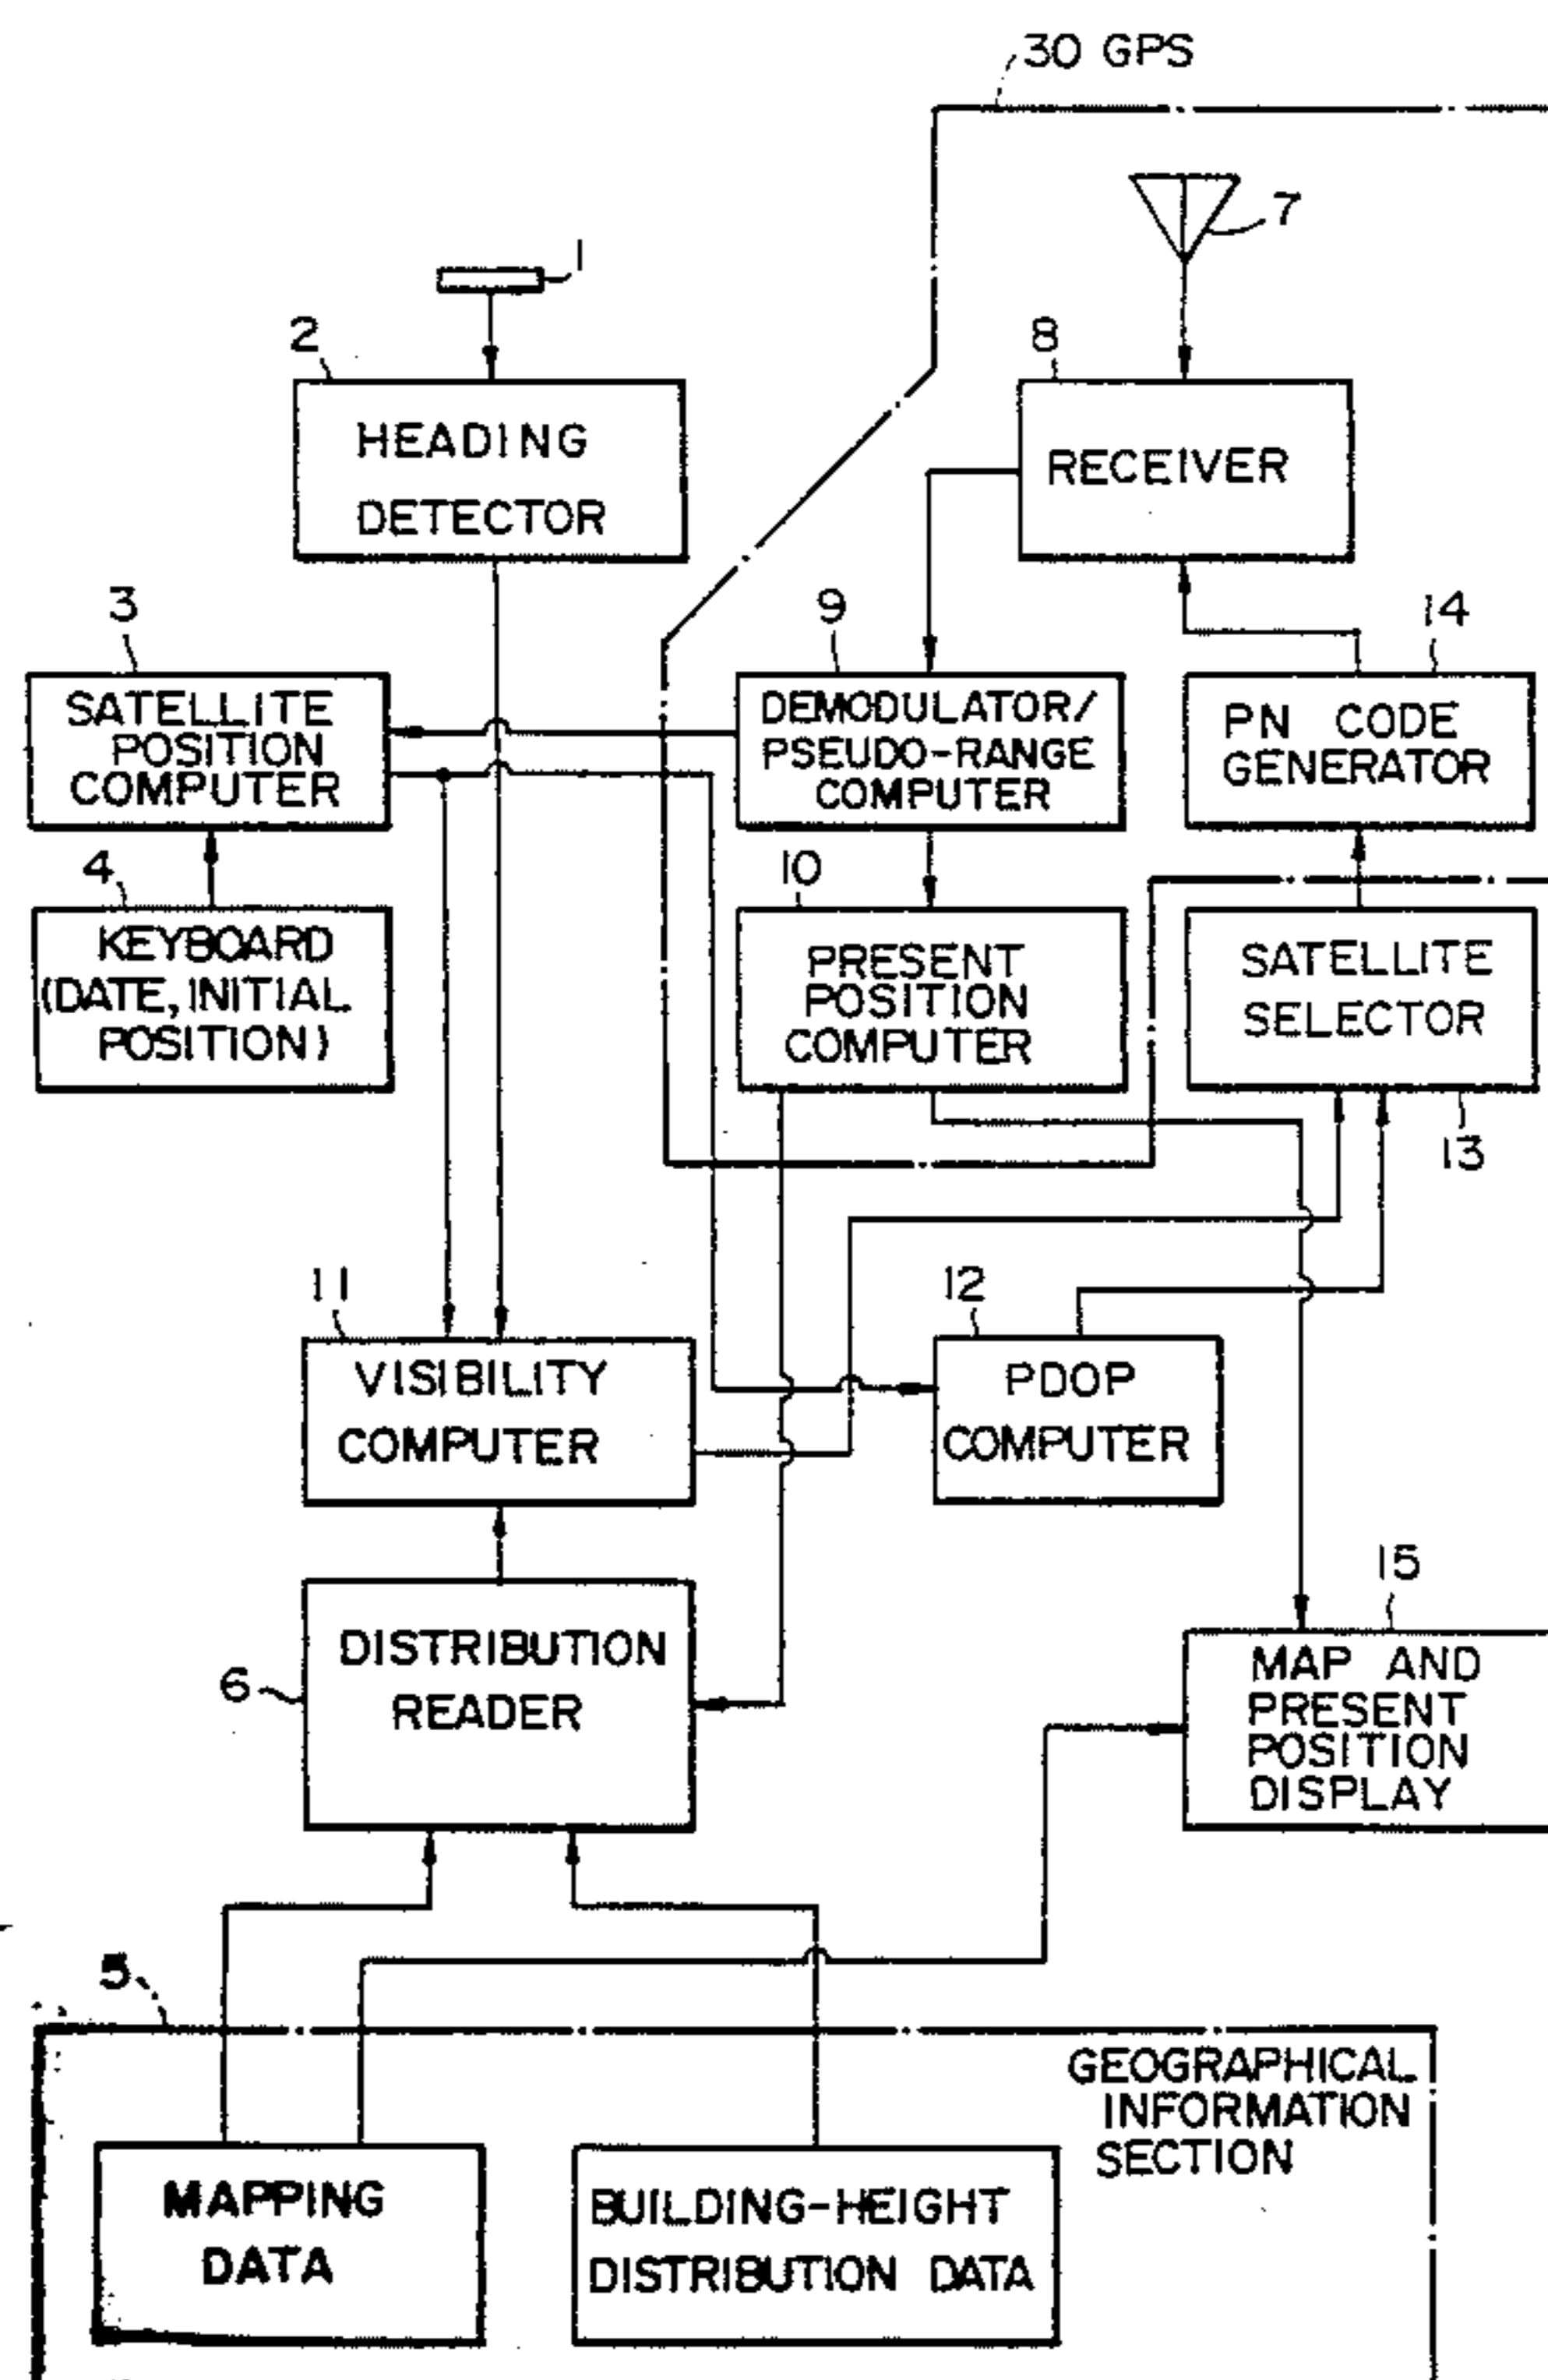 30 GPS
7
1
2
HEADING
DETECTOR
8
RECEIVER
3
SATELLITE
POSITION
COMPUTER
9
DEMODULATOR/
PSEUDO-RANGE
COMPUTER
14
PN CODE
GENERATOR
4
KEYBOARD
(DATE, INITIAL
POSITION)
10
PRESENT
POSITION
COMPUTER
SATELLITE
SELECTOR
13
11
VISIBILITY
COMPUTER
12
PDOP
COMPUTER
6
DISTRIBUTION
READER
15
MAP AND
PRESENT
POSITION
DISPLAY
5
GEOGRAPHICAL
INFORMATION
SECTION
MAPPING
DATA
BUILDING-HEIGHT
DISTRIBUTION DATA